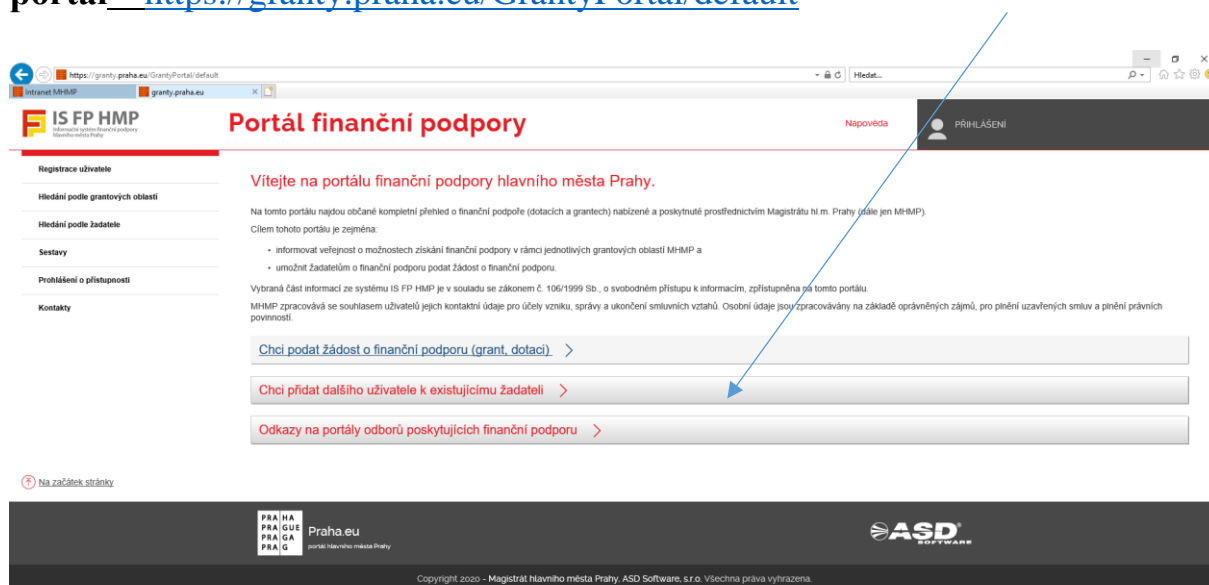 portál https://granty.praha.eu/GrantyPortal/default
https://granty.praha.eu/GrantyPortal/default
Hledat...
Intranet MHMP
granty.praha.eu
IS FP HMP
Informační systém finanční podpory
hlavního města Prahy
Portál finanční podpory
Napověda
PŘIHLÁŠENÍ
Registrace uživatele
Hledání podle grantových oblastí
Hledání podle žadatele
Sestavy
Prohlášení o přístupnosti
Kontakty
Vítejte na portálu finanční podpory hlavního města Prahy.
Na tomto portálu najdou občané kompletní přehled o finanční podpoře (dotacích a grantech) nabízené a poskytnuté prostřednictvím Magistrátu hl.m. Prahy (dále jen MHMP).
Cílem tohoto portálu je zejména:
• informovat veřejnost o možnostech získání finanční podpory v rámci jednotlivých grantových oblastí MHMP a
• umožnit žadatelům o finanční podporu podat žádost o finanční podporu.
Vybraná část informací ze systému IS FP HMP je v souladu se zákonem č. 106/1999 Sb., o svobodném přístupu k informacím, zpřístupněna na tomto portálu.
MHMP zpracovává se souhlasem uživatelů jejich kontaktní údaje pro účely vzniku, správy a ukončení smluvních vztahů. Osobní údaje jsou zpracovávány na základě oprávněných zájmů, pro plnění uzavřených smluv a plnění právních
povinností.
Chci podat žádost o finanční podporu (grant, dotaci)
Chci přidat dalšího uživatele k existujícímu žadateli
Odkazy na portály odborů poskytujících finanční podporu
Na začátek stránky
PRA HA
PRA GUE
PRA GA
PRA G
Praha.eu
portál hlavního města Prahy
ASD
SOFTWARE
Copyright 2020 - Magistrát hlavního města Prahy, ASD Software, s.r.o. Všechna práva vyhrazena.